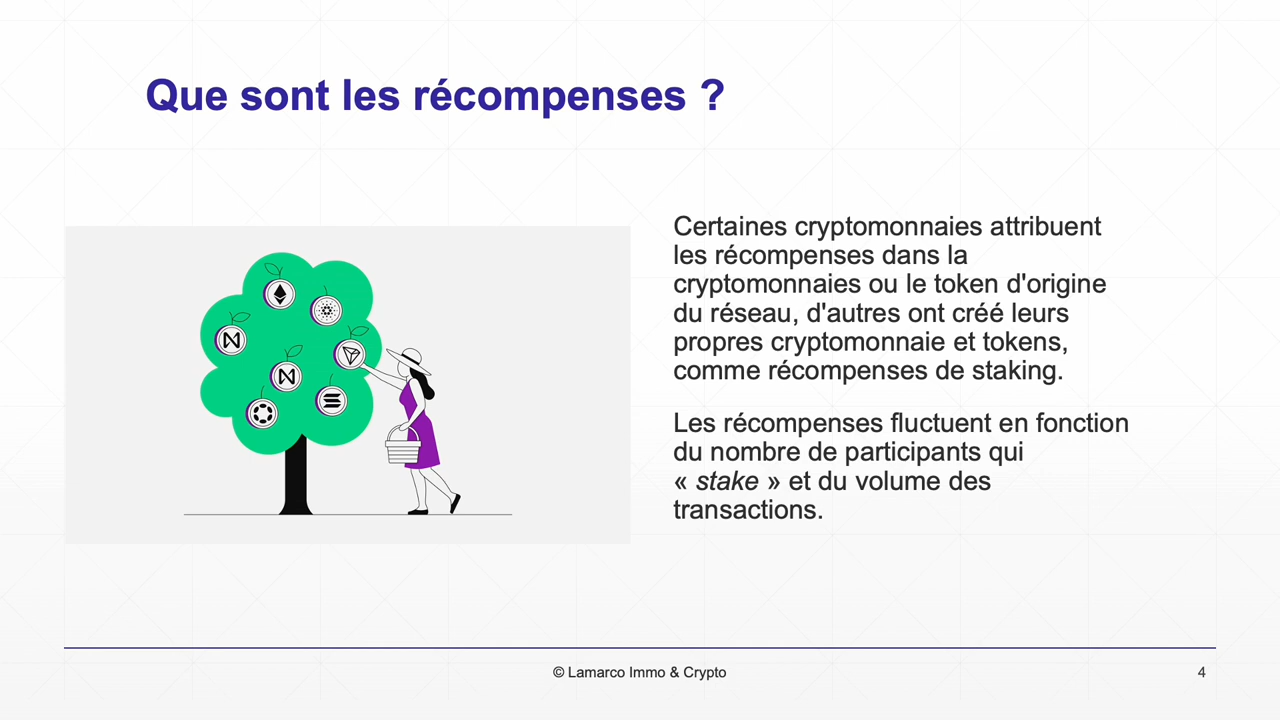 Que sont les récompenses ?
Certaines cryptomonnaies attribuent
les récompenses dans la
cryptomonnaies ou le token d'origine
du réseau, d'autres ont créé leurs
propres cryptomonnaie et tokens,
comme récompenses de staking.
Les récompenses fluctuent en fonction
du nombre de participants qui
« stake » et du volume des
transactions.
© Lamarco Immo & Crypto
4